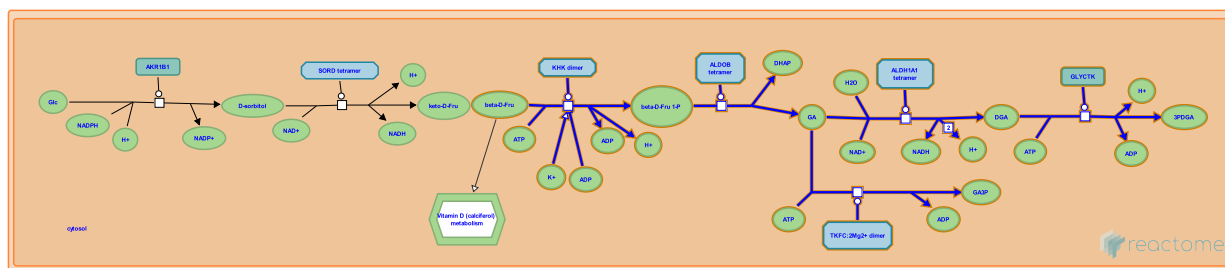 AKR1B1
SORD tetramer
KHK dimer
ALDOB
tetramer
DHAP
ALDH1A1
tetramer
H2O
GLYCTK
H+
H+
Glc
D-sorbitol
keto-D-Fru
beta-D-Fru
beta-D-Fru 1-P
GA
DGA
3PDGA
NADPH
H+
NADP+
NAD+
NADH
ATP
K+
ADP
ADP
H+
NAD+
NADH
2
H+
ATP
ADP
Vitamin D (calciferol)
metabolism
ATP
TKFC:2Mg2+ dimer
ADP
GA3P
cytosol
reactome